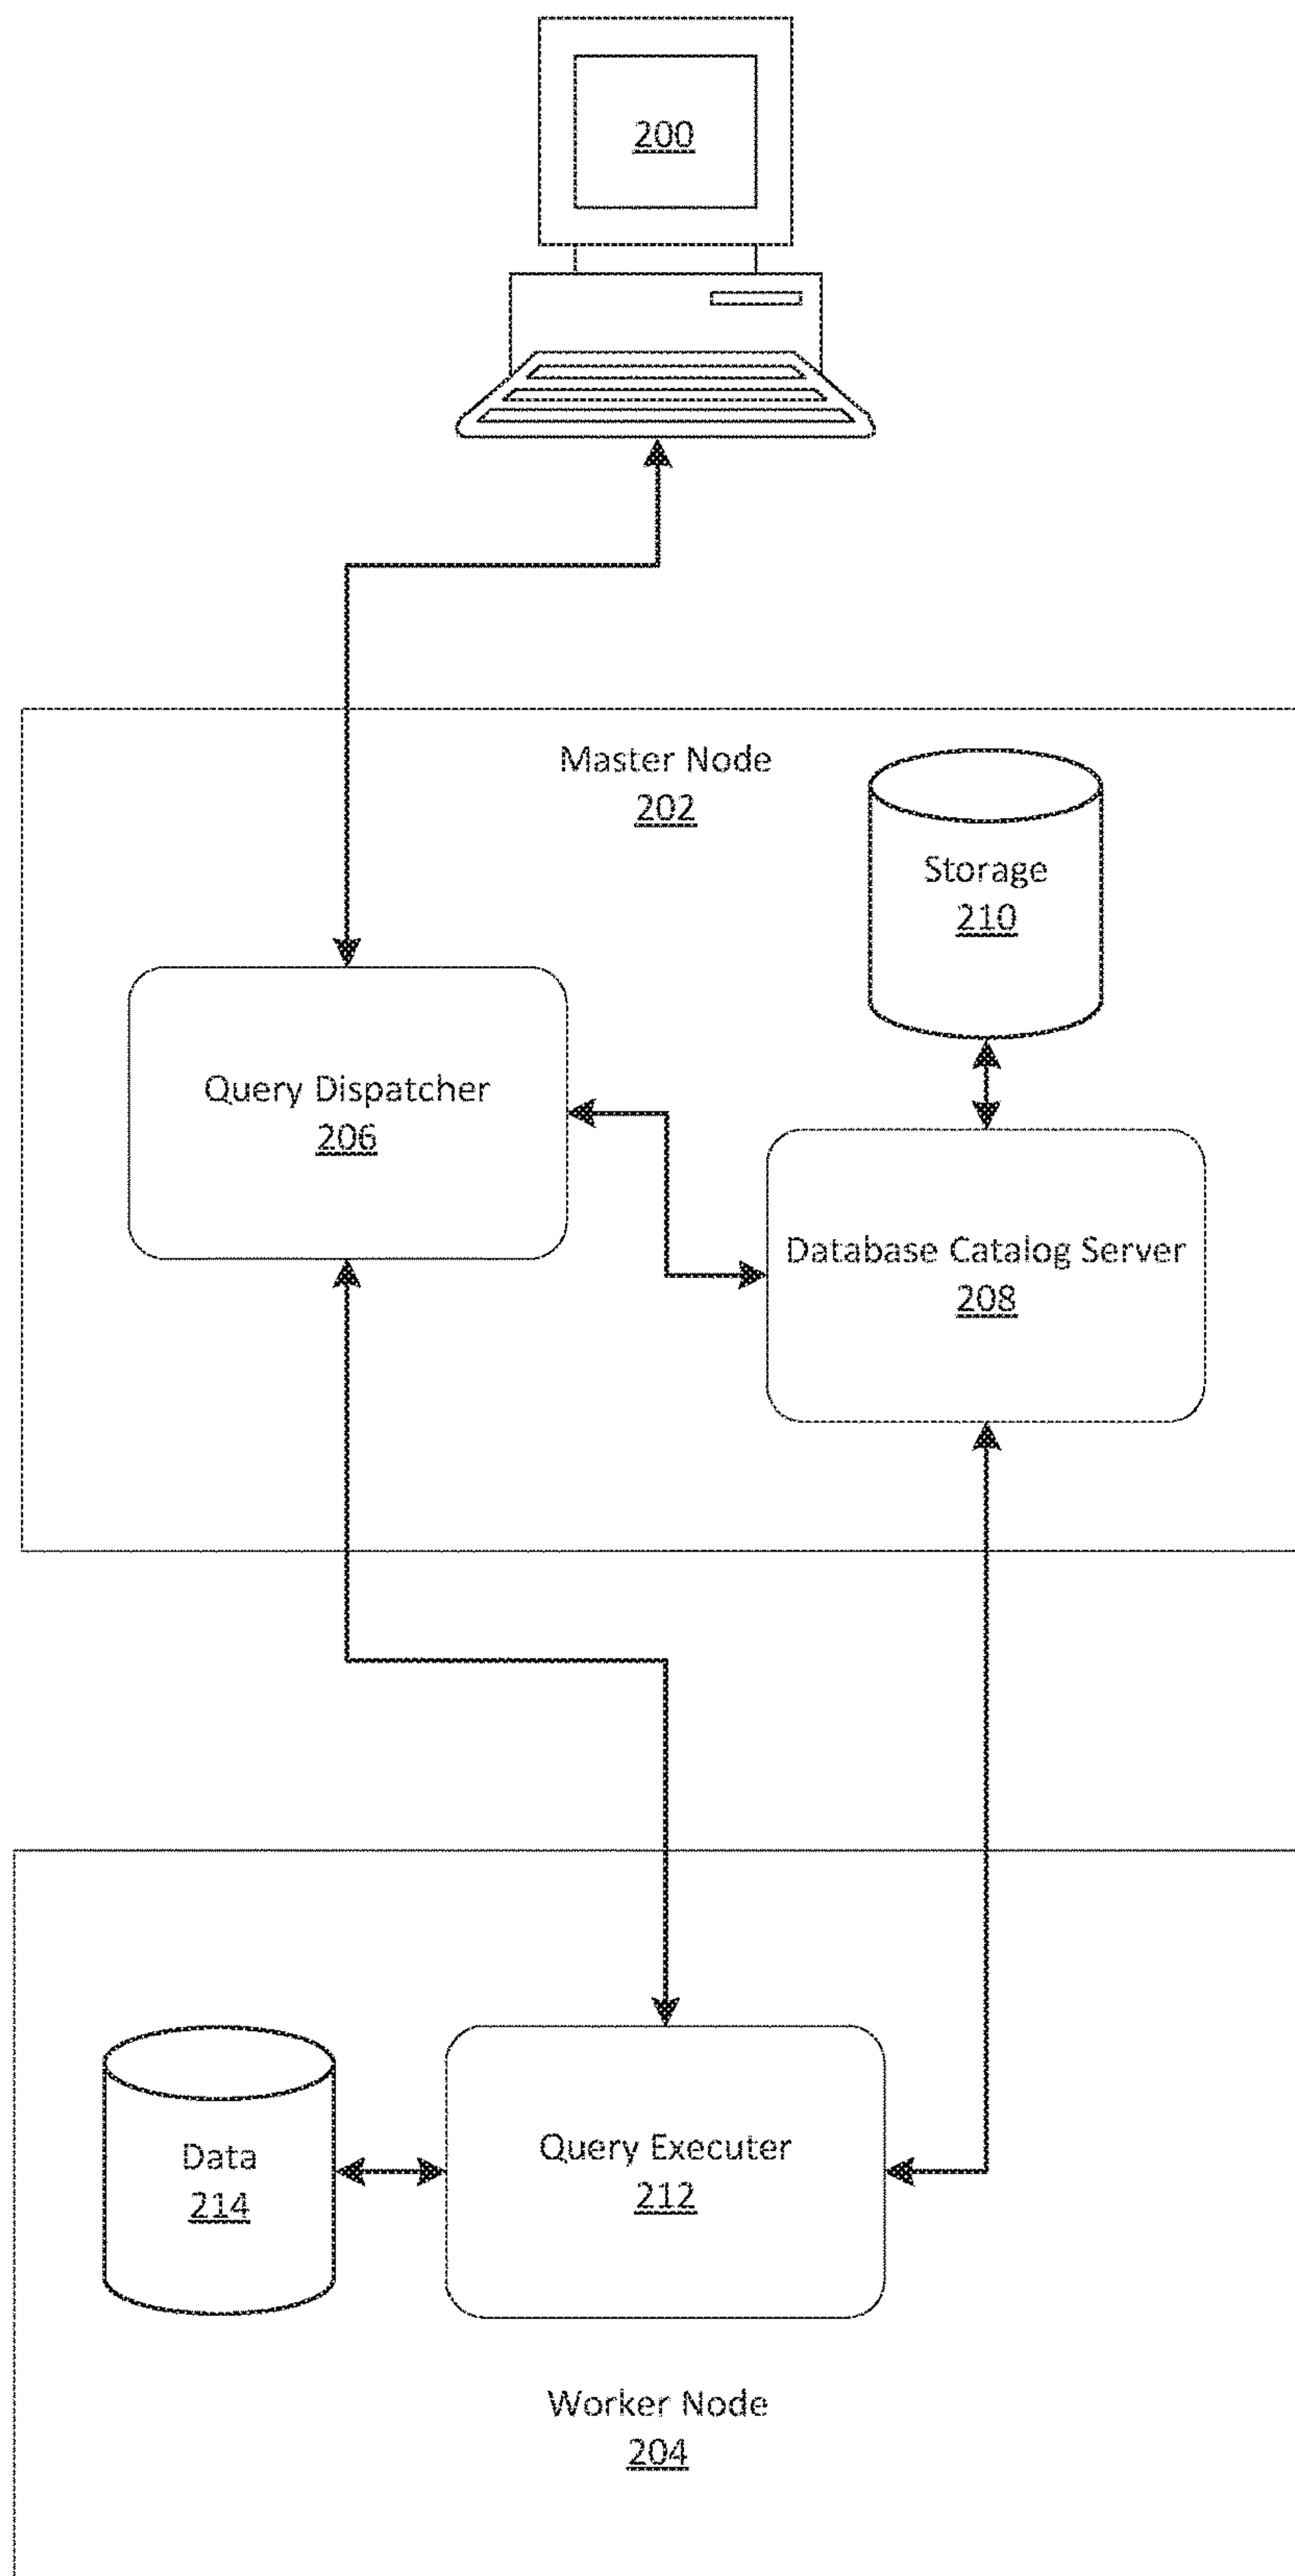 200
Master Node
202
Storage
210
Query Dispatcher
206
Database Catalog Server
208
Data
214
Query Executer
212
Worker Node
204